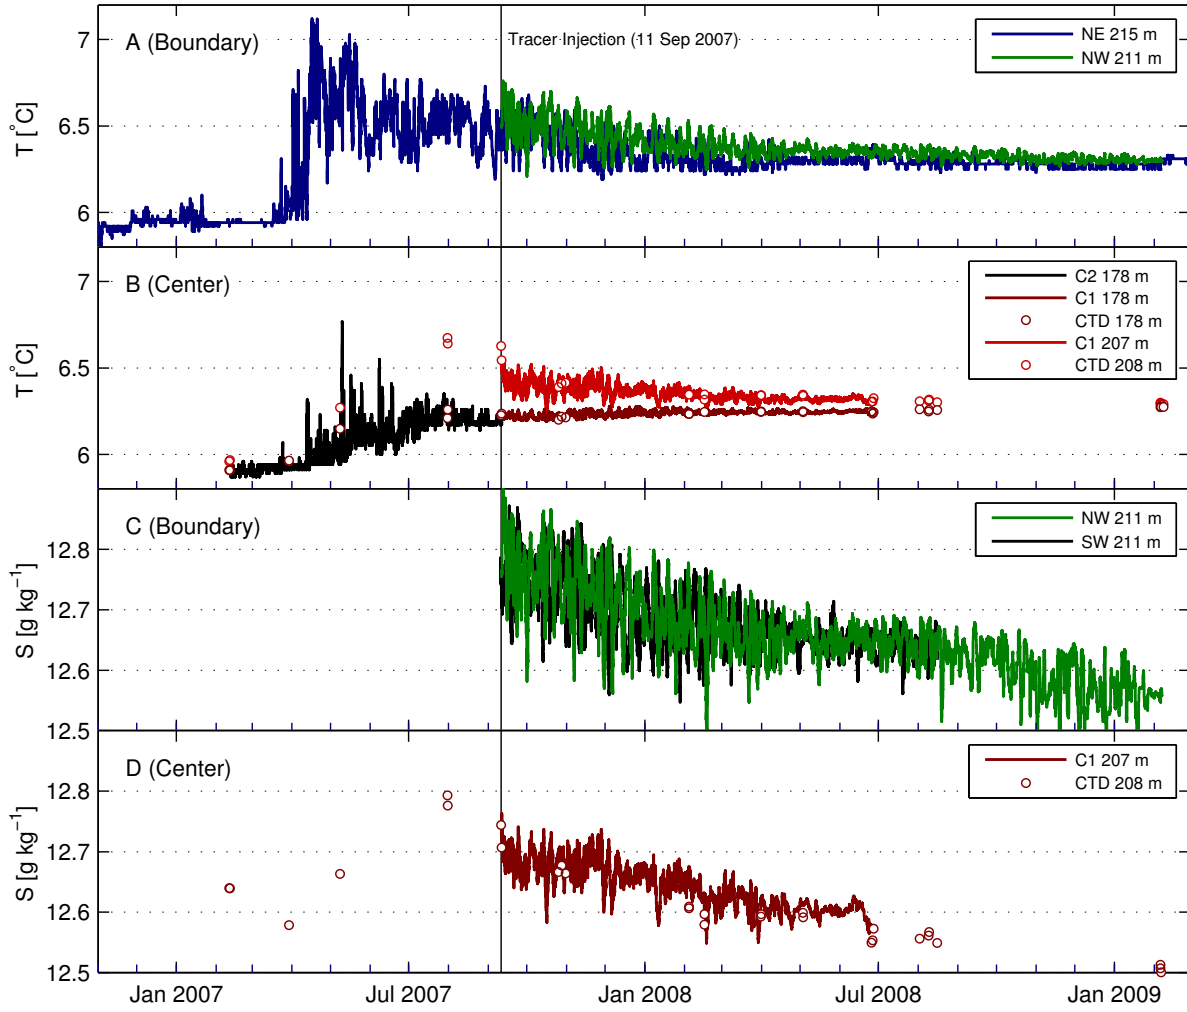 A (Boundary)
Tracer Injection (11 Sep 2007)
NE 215 m
NW 211 m
7
6.5
6
T [°C]
B (Center)
C2 178 m
C1 178 m
CTD 178 m
C1 207 m
CTD 208 m
7
6.5
6
T [°C]
C (Boundary)
NW 211 m
SW 211 m
12.8
12.7
12.6
12.5
S [g kg⁻¹]
D (Center)
C1 207 m
CTD 208 m
12.8
12.7
12.6
12.5
S [g kg⁻¹]
Jan 2007
Jul 2007
Jan 2008
Jul 2008
Jan 2009